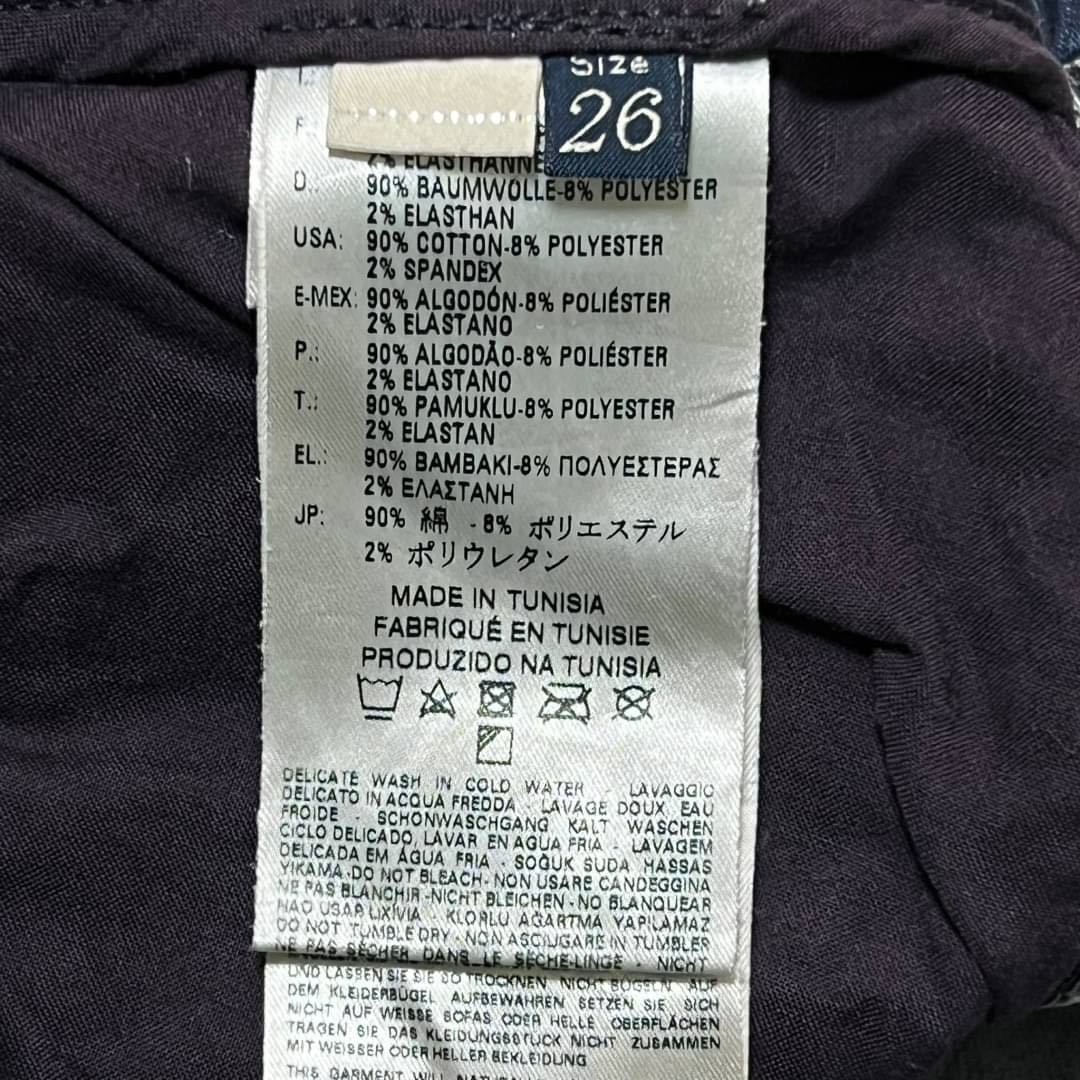 Size
26
F
2% ELASTHANNE
D.: 90% BAUMWOLLE-8% POLYESTER
2% ELASTHAN
USA: 90% COTTON-8% POLYESTER
2% SPANDEX
E-MEX: 90% ALGODÓN-8% POLIÉSTER
2% ELASTANO
P.: 90% ALGODÃO-8% POLIÉSTER
2% ELASTANO
T.: 90% PAMUKLU-8% POLYESTER
2% ELASTAN
EL.: 90% BAMBAKI-8% ΠΟΛΥΕΣΤΕΡΑΣ
2% ΕΛΑΣΤΑΝΗ
JP: 90% 綿 -8% ポリエステル
2% ポリウレタン
MADE IN TUNISIA
FABRIQUÉ EN TUNISIE
PRODUZIDO NA TUNISIA
DELICATE WASH IN COLD WATER - LAVAGGIO
DELICATO IN ACQUA FREDDA - LAVAGE DOUX EAU
FROIDE - SCHONWASCHGANG KALT WASCHEN
CICLO DELICADO, LAVAR EN AGUA FRIA - LAVAGEM
DELICADA EM ÁGUA FRIA - SOĞUK SUDA HASSAS
YIKAMA-DO NOT BLEACH-NON USARE CANDEGGINA
NE PAS BLANCHIR-NICHT BLEICHEN-NO BLANQUEAR
NAO USAR LIXÍVIA - KLORLU AĞARTMA YAPILAMAZ
DO NOT TUMBLE DRY - NON ASCIUGARE IN TUMBLER
NE PAS SÉCHER DANS LE SÈCHE-LINGE - NICHT
UND LASSEN SIE SIE SO TROCKNEN NICHT BÜGELN AUF
DEM KLEIDERBÜGEL AUFBEWAHREN SETZEN SIE SICH
NICHT AUF WEISSE SOFAS ODER HELLE OBERFLÄCHEN
TRAGEN SIE DAS KLEIDUNGSSTÜCK NICHT ZUSAMMEN
MIT WEISSER ODER HELLER BEKLEIDUNG
THIS GARMENT WILL